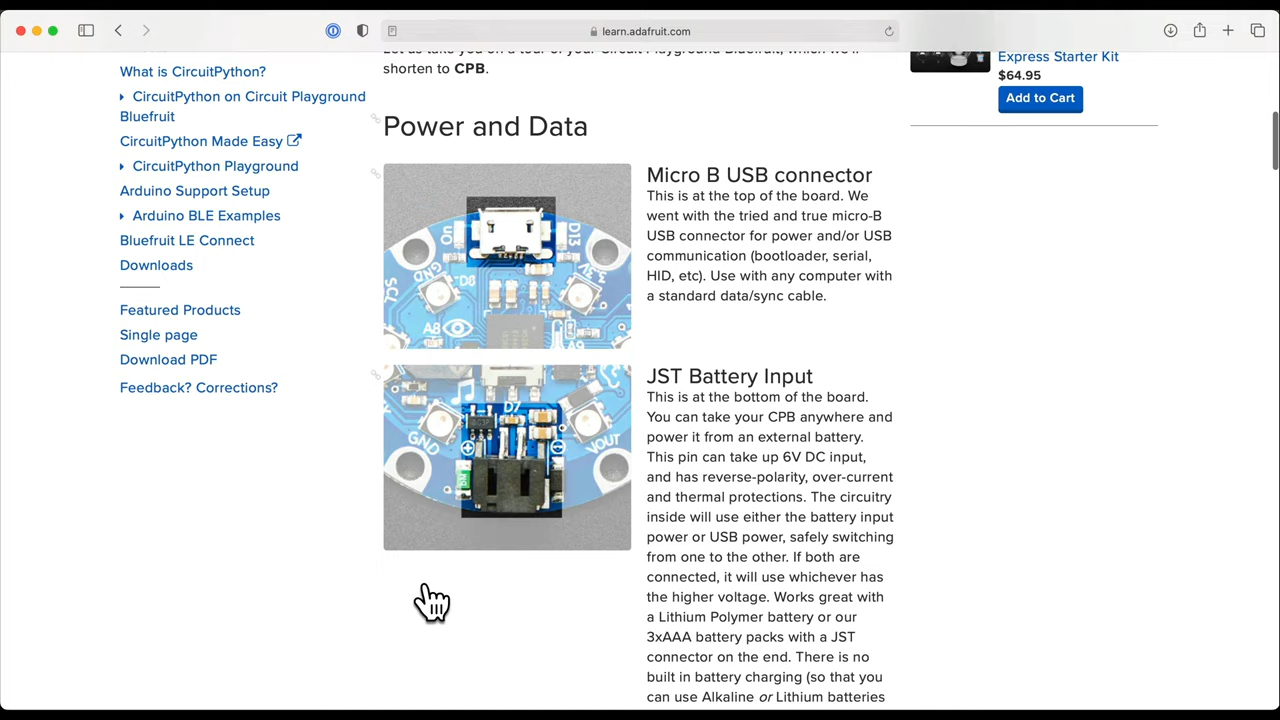 learn.adafruit.com
What is CircuitPython?
CircuitPython on Circuit Playground
Bluefruit
CircuitPython Made Easy
CircuitPython Playground
Arduino Support Setup
Arduino BLE Examples
Bluefruit LE Connect
Downloads
Featured Products
Single page
Download PDF
Feedback? Corrections?
shorten to CPB.
Power and Data
GND
D13
3V
SCL
A8
Micro B USB connector
This is at the top of the board. We
went with the tried and true micro-B
USB connector for power and/or USB
communication (bootloader, serial,
HID, etc). Use with any computer with
a standard data/sync cable.
D7
GND
VOUT
JST Battery Input
This is at the bottom of the board.
You can take your CPB anywhere and
power it from an external battery.
This pin can take up 6V DC input,
and has reverse-polarity, over-current
and thermal protections. The circuitry
inside will use either the battery input
power or USB power, safely switching
from one to the other. If both are
connected, it will use whichever has
the higher voltage. Works great with
a Lithium Polymer battery or our
3xAAA battery packs with a JST
connector on the end. There is no
built in battery charging (so that you
can use Alkaline or Lithium batteries
Express Starter Kit
$64.95
Add to Cart